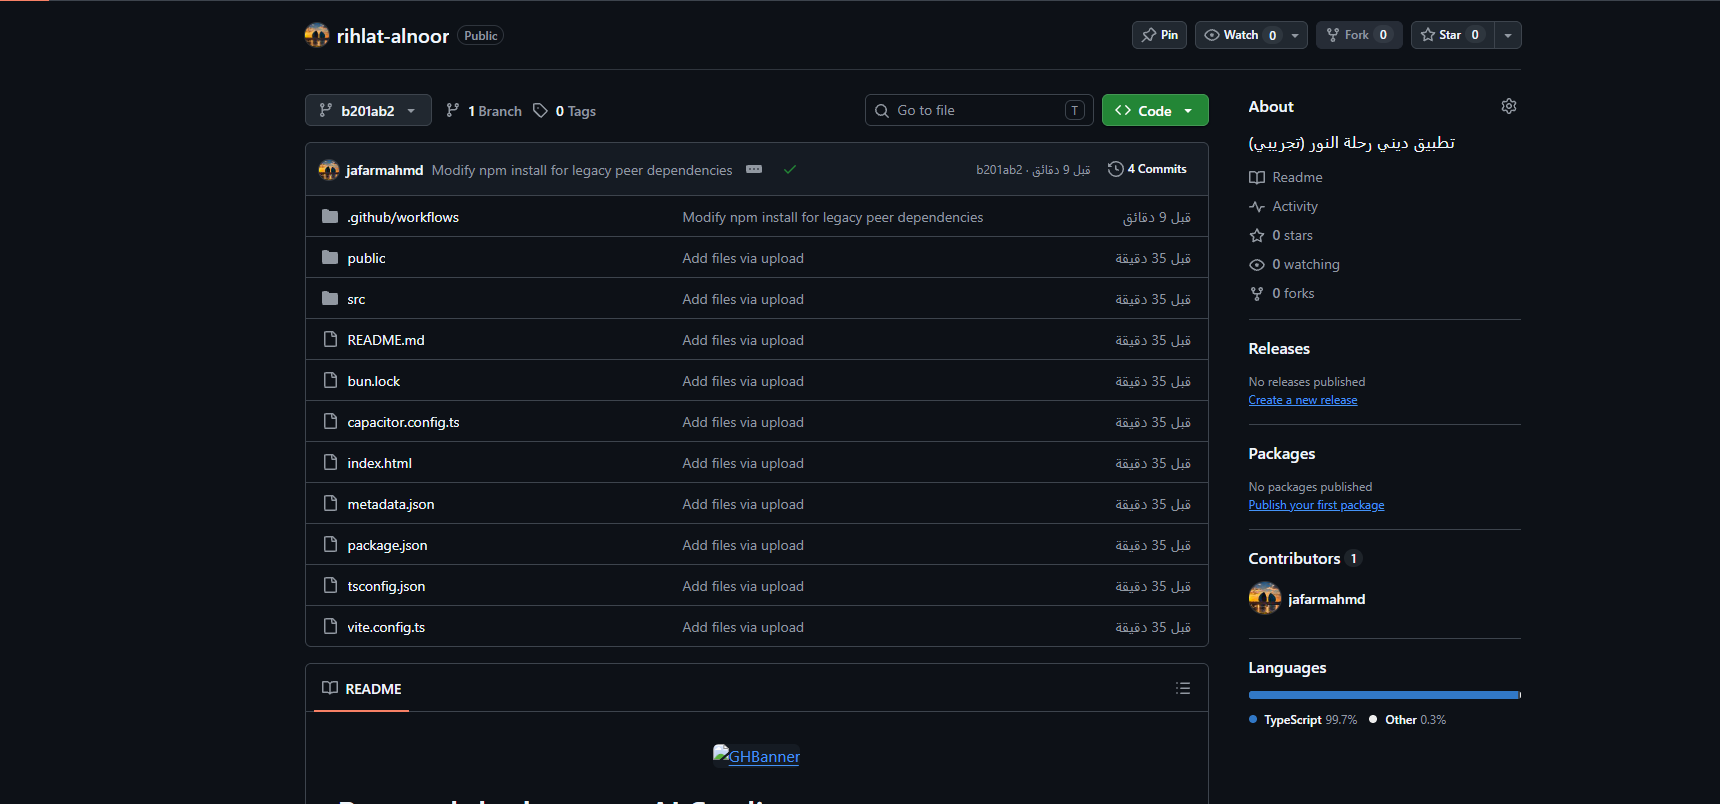 rihlat-alnoor Public
Pin
Watch 0
Fork 0
Star 0
b201ab2
1 Branch
0 Tags
Go to file T
Code
jafarmahmd Modify npm install for legacy peer dependencies
b201ab2 · قبل 9 دقائق
4 Commits
.github/workflows Modify npm install for legacy peer dependencies قبل 9 دقائق
public Add files via upload قبل 35 دقيقة
src Add files via upload قبل 35 دقيقة
README.md Add files via upload قبل 35 دقيقة
bun.lock Add files via upload قبل 35 دقيقة
capacitor.config.ts Add files via upload قبل 35 دقيقة
index.html Add files via upload قبل 35 دقيقة
metadata.json Add files via upload قبل 35 دقيقة
package.json Add files via upload قبل 35 دقيقة
tsconfig.json Add files via upload قبل 35 دقيقة
vite.config.ts Add files via upload قبل 35 دقيقة
README
GHBanner
About
تطبيق ديني رحلة النور (تجريبي)
Readme
Activity
0 stars
0 watching
0 forks
Releases
No releases published
Create a new release
Packages
No packages published
Publish your first package
Contributors 1
jafarmahmd
Languages
TypeScript 99.7% Other 0.3%